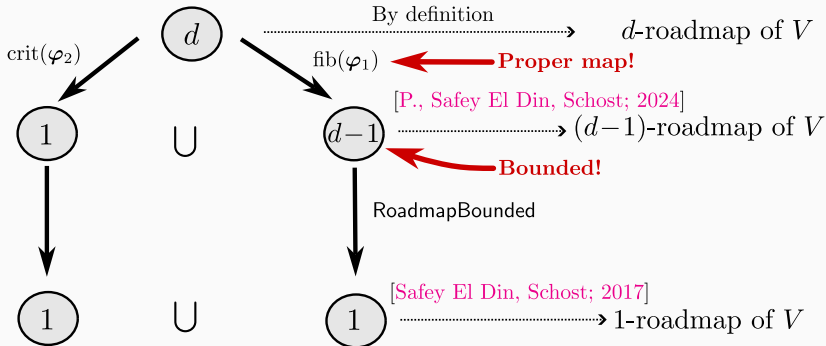 By definition
d
d-roadmap of V
crit(φ₂)
fib(φ₁)
Proper map!
[P., Safey El Din, Schost; 2024]
1
∪
d−1
(d−1)-roadmap of V
Bounded!
RoadmapBounded
[Safey El Din, Schost; 2017]
1
∪
1
1-roadmap of V